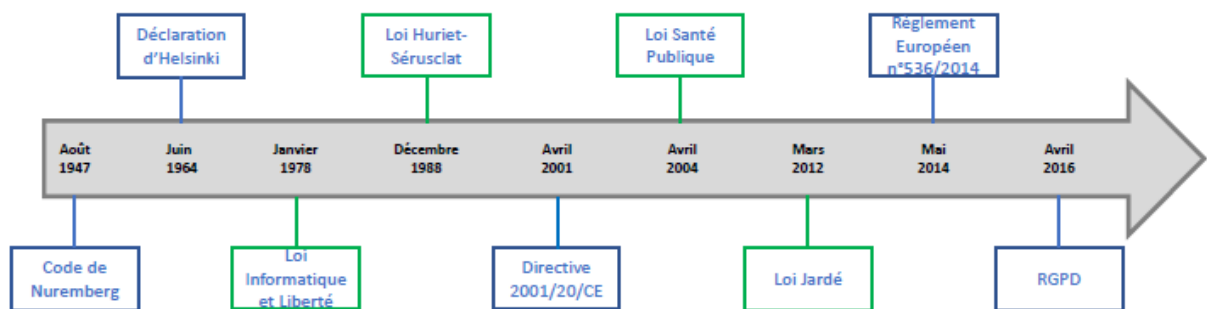 Déclaration
d'Helsinki
Loi Huriet-
Sérusclat
Loi Santé
Publique
Règlement
Européen
n°536/2014
Août
1947
Juin
1964
Janvier
1978
Décembre
1988
Avril
2001
Avril
2004
Mars
2012
Mai
2014
Avril
2016
Code de
Nuremberg
Loi
Informatique
et Liberté
Directive
2001/20/CE
Loi Jardé
RGPD